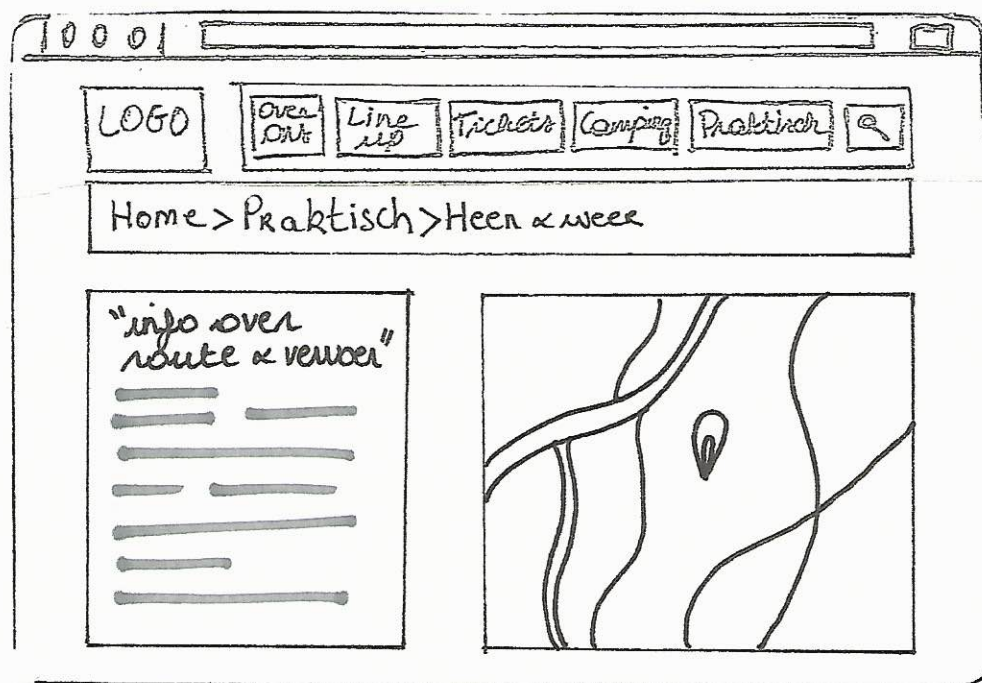 LOGO
Over
Ons
Line
up
Tickets
Camping
Praktisch
Home > Praktisch > Heen & weer
"info over
route & vervoer"